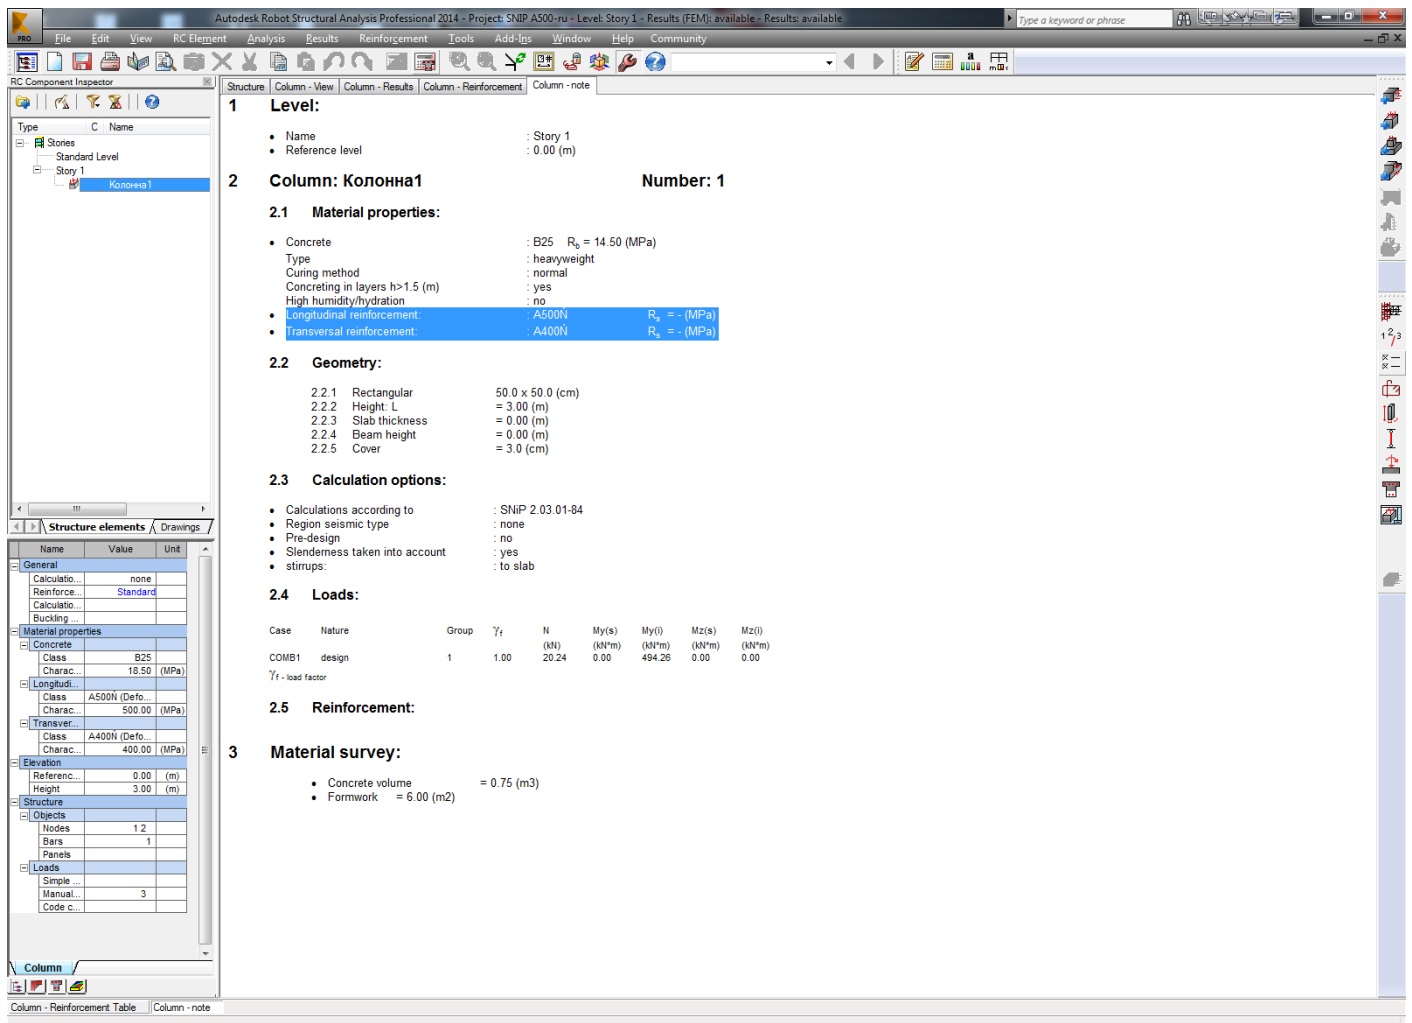 Autodesk Robot Structural Analysis Professional 2014 - Project: SNIP A500-ru - Level: Story 1 - Results (FEM): available - Results: available
Type a keyword or phrase
PRO
File Edit View RC Element Analysis Results Reinforcement Tools Add-Ins Window Help Community
RC Component Inspector
Type C Name
Stories
Standard Level
Story 1
Колонна1
Structure elements Drawings
Name Value Unit
General
Calculatio... none
Reinforce... Standard
Calculatio...
Buckling ...
Material properties
Concrete
Class B25
Charac... 18.50 (MPa)
Longitudi...
Class A500Ń (Defo...
Charac... 500.00 (MPa)
Transver...
Class A400Ń (Defo...
Charac... 400.00 (MPa)
Elevation
Referenc... 0.00 (m)
Height 3.00 (m)
Structure
Objects
Nodes 1 2
Bars 1
Panels
Loads
Simple ...
Manual... 3
Code c...
Column
Structure Column - View Column - Results Column - Reinforcement Column - note
1 Level:
• Name : Story 1
• Reference level : 0.00 (m)
2 Column: Колонна1 Number: 1
2.1 Material properties:
• Concrete : B25 Rb = 14.50 (MPa)
Type : heavyweight
Curing method : normal
Concreting in layers h>1.5 (m) : yes
High humidity/hydration : no
• Longitudinal reinforcement: : A500Ń Rs = - (MPa)
• Transversal reinforcement: : A400Ń Rs = - (MPa)
2.2 Geometry:
2.2.1 Rectangular 50.0 x 50.0 (cm)
2.2.2 Height: L = 3.00 (m)
2.2.3 Slab thickness = 0.00 (m)
2.2.4 Beam height = 0.00 (m)
2.2.5 Cover = 3.0 (cm)
2.3 Calculation options:
• Calculations according to : SNiP 2.03.01-84
• Region seismic type : none
• Pre-design : no
• Slenderness taken into account : yes
• stirrups: : to slab
2.4 Loads:
Case Nature Group γf N My(s) My(i) Mz(s) Mz(i)
(kN) (kN*m) (kN*m) (kN*m) (kN*m)
COMB1 design 1 1.00 20.24 0.00 494.26 0.00 0.00
γf - load factor
2.5 Reinforcement:
3 Material survey:
• Concrete volume = 0.75 (m3)
• Formwork = 6.00 (m2)
Column - Reinforcement Table Column - note